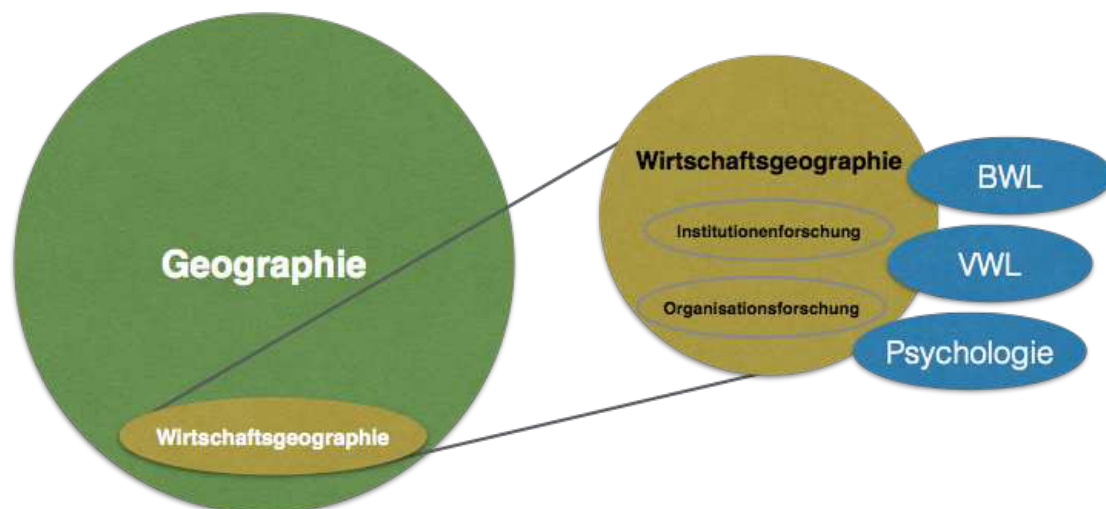 Geographie
Wirtschaftsgeographie
Wirtschaftsgeographie
Institutionenforschung
Organisationsforschung
BWL
VWL
Psychologie